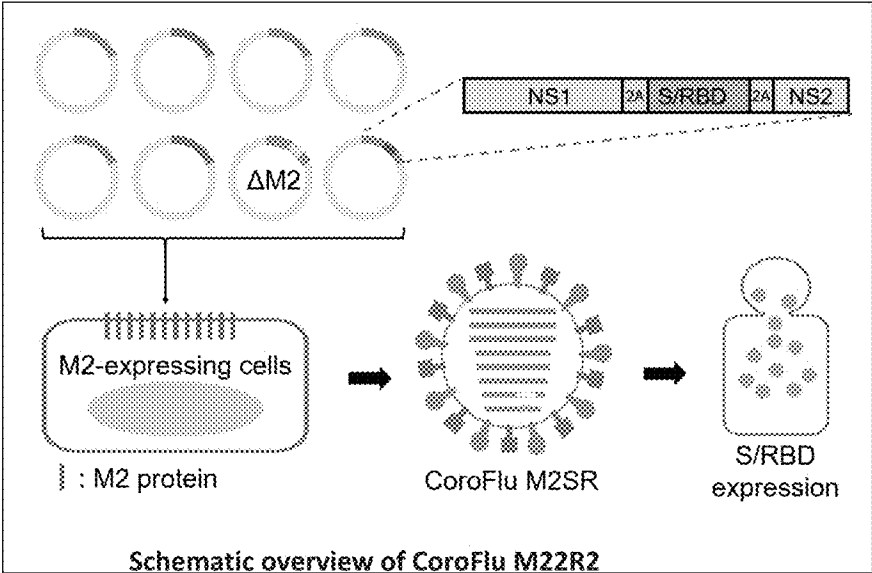 NS1 2A S/RBD 2A NS2
ΔM2
M2-expressing cells
: M2 protein
CoroFlu M2SR
S/RBD
expression
Schematic overview of CoroFlu M22R2